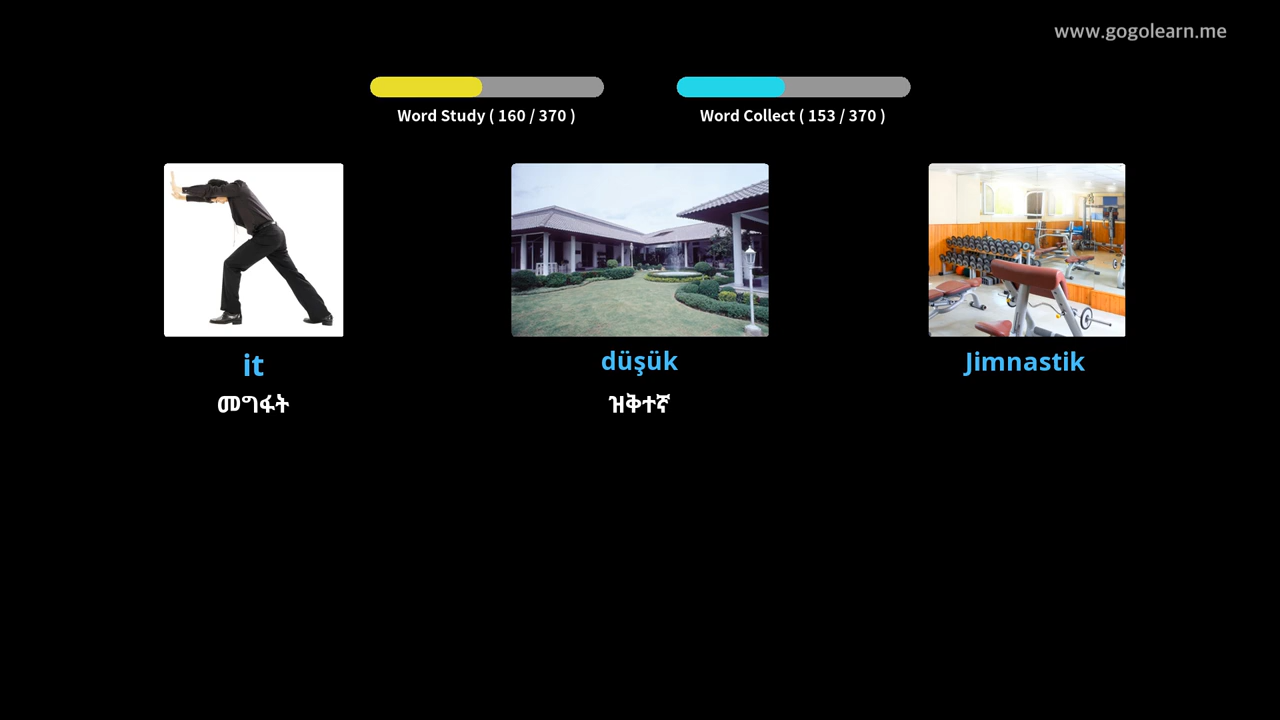 www.gogolearn.me
Word Study ( 160 / 370 )
Word Collect ( 153 / 370 )
it
düşük
Jimnastik
መግፋት
ዝቅተኛ